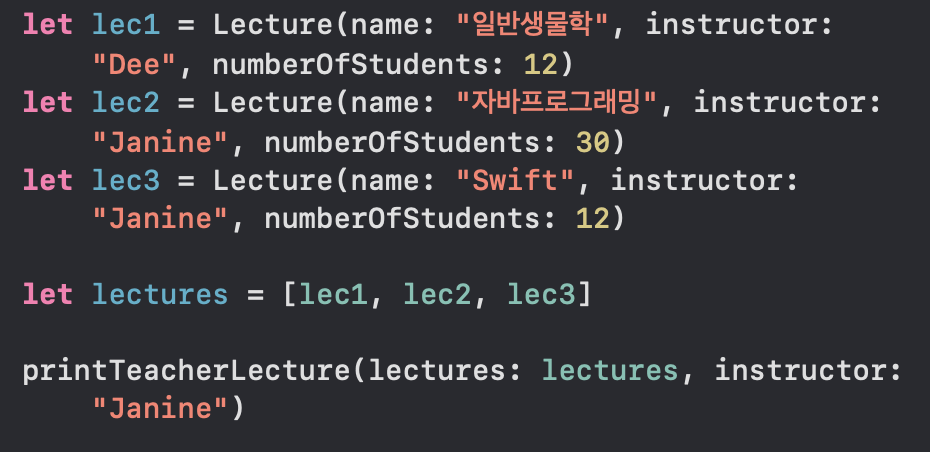 let lec1 = Lecture(name: "일반생물학", instructor:
"Dee", numberOfStudents: 12)
let lec2 = Lecture(name: "자바프로그래밍", instructor:
"Janine", numberOfStudents: 30)
let lec3 = Lecture(name: "Swift", instructor:
"Janine", numberOfStudents: 12)
let lectures = [lec1, lec2, lec3]
printTeacherLecture(lectures: lectures, instructor:
"Janine")